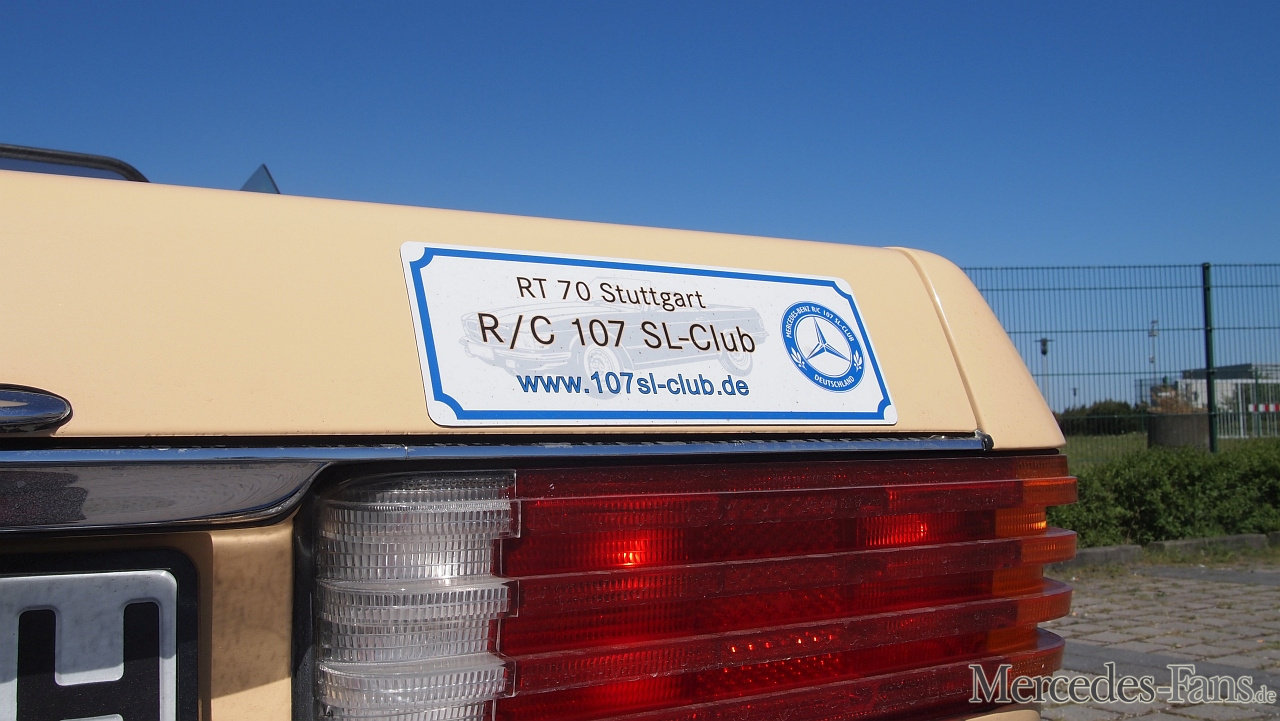 RT 70 Stuttgart
R/C 107 SL-Club
www.107sl-club.de
MERCEDES-BENZ R/C 107 SL-CLUB
DEUTSCHLAND
H
Mercedes-Fans.de